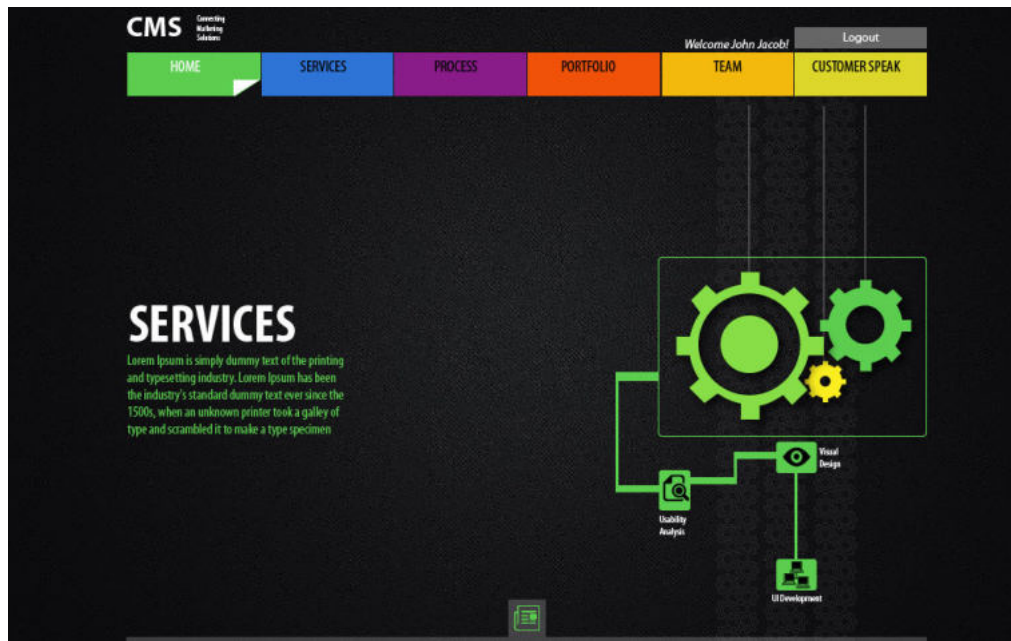 CMS
Connecting
Marketing
Solutions
Welcome John Jacob!
Logout
HOME
SERVICES
PROCESS
PORTFOLIO
TEAM
CUSTOMER SPEAK
SERVICES
Lorem Ipsum is simply dummy text of the printing
and typesetting industry. Lorem Ipsum has been
the industry's standard dummy text ever since the
1500s, when an unknown printer took a galley of
type and scrambled it to make a type specimen
Visual
Design
Usability
Analysis
UI Development